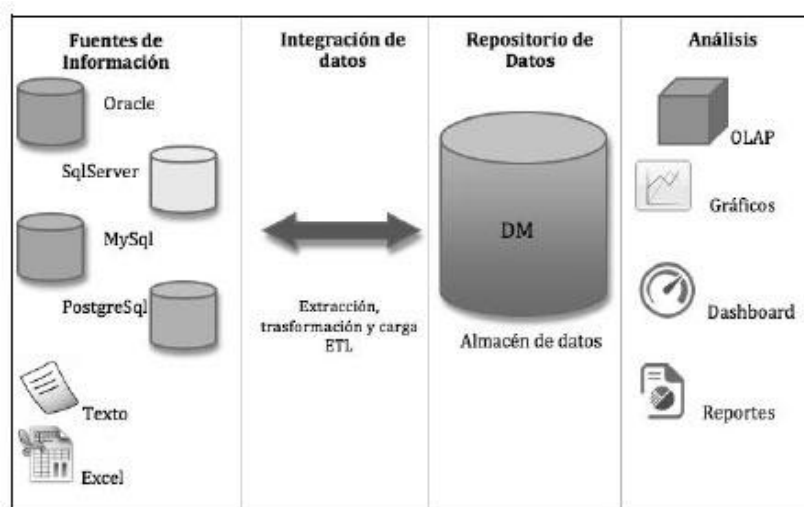 Fuentes de
Información
Oracle
SqlServer
MySql
PostgreSql
Texto
Excel
Integración de
datos
Extracción,
trasformación y carga
ETL
Repositorio de
Datos
DM
Almacén de datos
Análisis
OLAP
Gráficos
Dashboard
Reportes